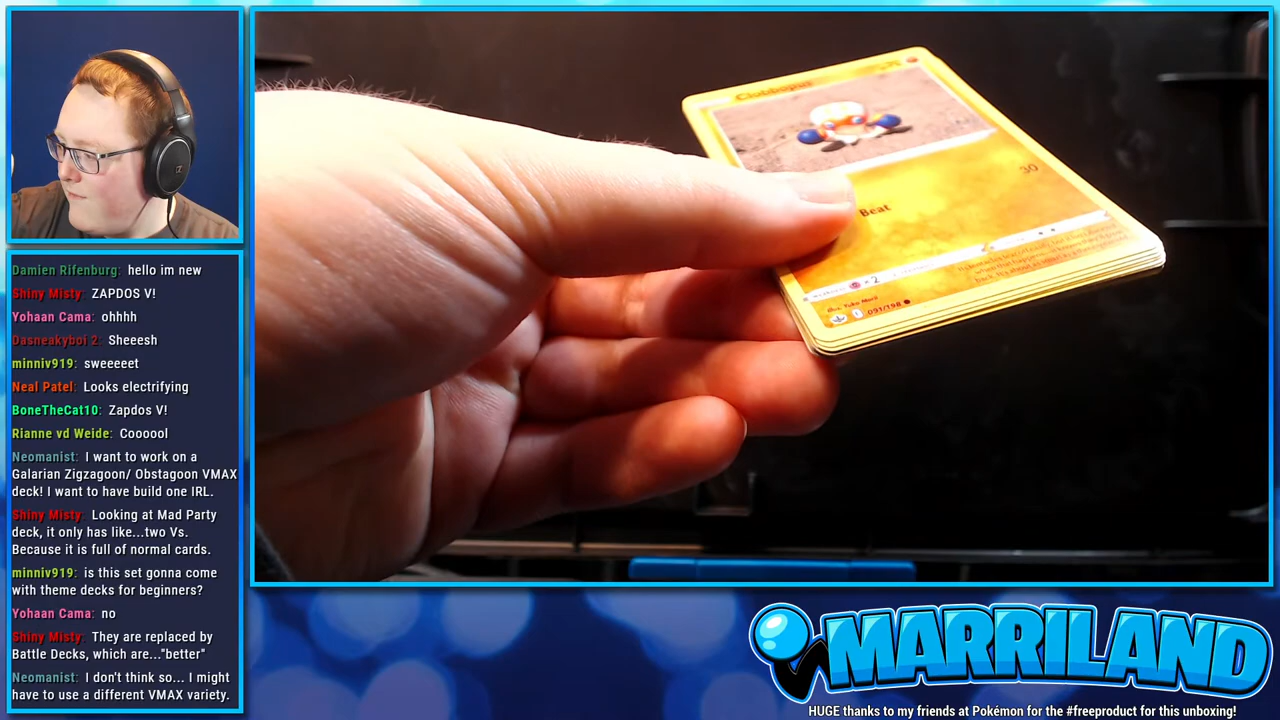 Damien Rifenburg: hello im new
Shiny Misty: ZAPDOS V!
Yohaan Cama: ohhhh
Dasneakyboi 2: Sheeesh
minniv919: sweeeeet
Neal Patel: Looks electrifying
BoneTheCat10: Zapdos V!
Rianne vd Weide: Coooool
Neomanist: I want to work on a
Galarian Zigzagoon/ Obstagoon VMAX
deck! I want to have build one IRL.
Shiny Misty: Looking at Mad Party
deck, it only has like...two Vs.
Because it is full of normal cards.
minniv919: is this set gonna come
with theme decks for beginners?
Yohaan Cama: no
Shiny Misty: They are replaced by
Battle Decks, which are..."better"
Neomanist: I don't think so... I might
have to use a different VMAX variety.
Clobbopus
30
Beat
×2
091/198
MARRILAND
HUGE thanks to my friends at Pokémon for the #freeproduct for this unboxing!